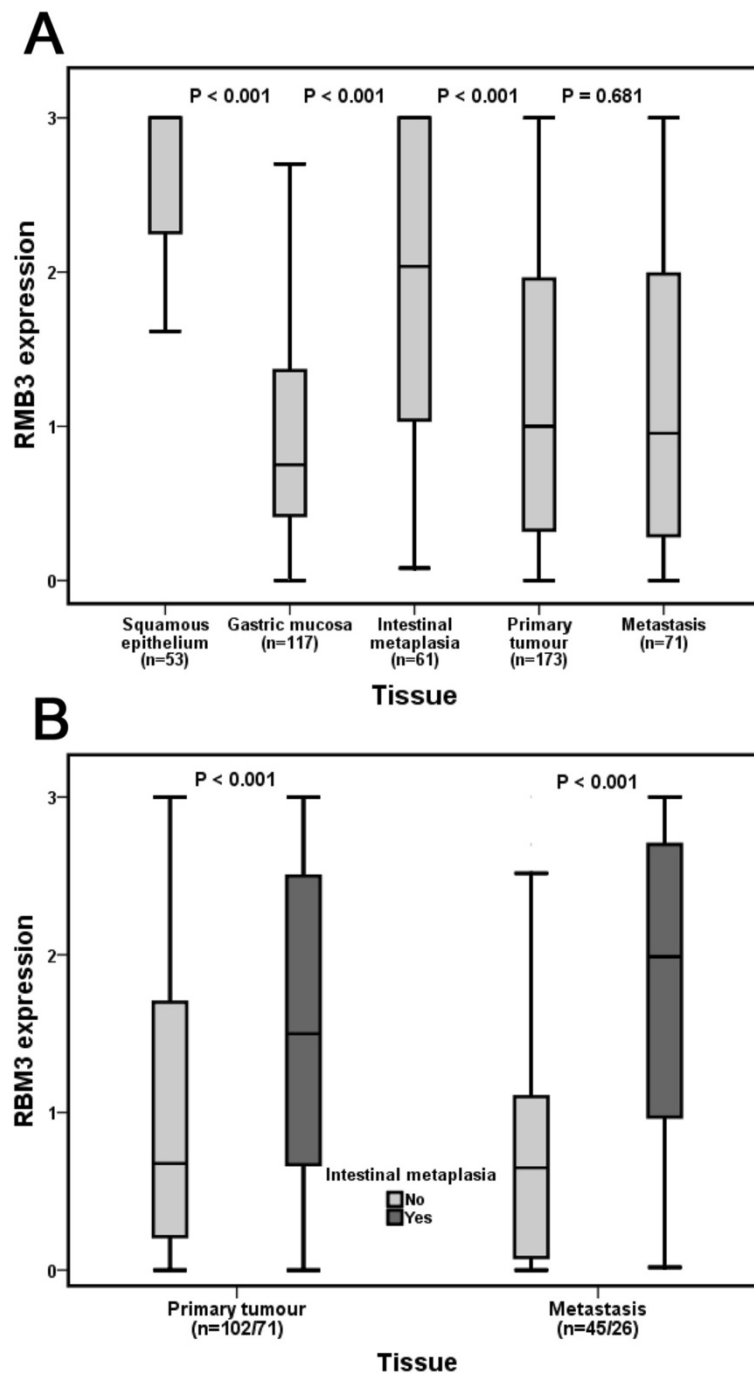 A
P < 0.001 P < 0.001 P < 0.001 P = 0.681
3
2
1
0
RMB3 expression
Squamous epithelium (n=53)
Gastric mucosa (n=117)
Intestinal metaplasia (n=61)
Primary tumour (n=173)
Metastasis (n=71)
Tissue
B
P < 0.001 P < 0.001
3
2
1
0
RBM3 expression
Intestinal metaplasia
No
Yes
Primary tumour (n=102/71)
Metastasis (n=45/26)
Tissue